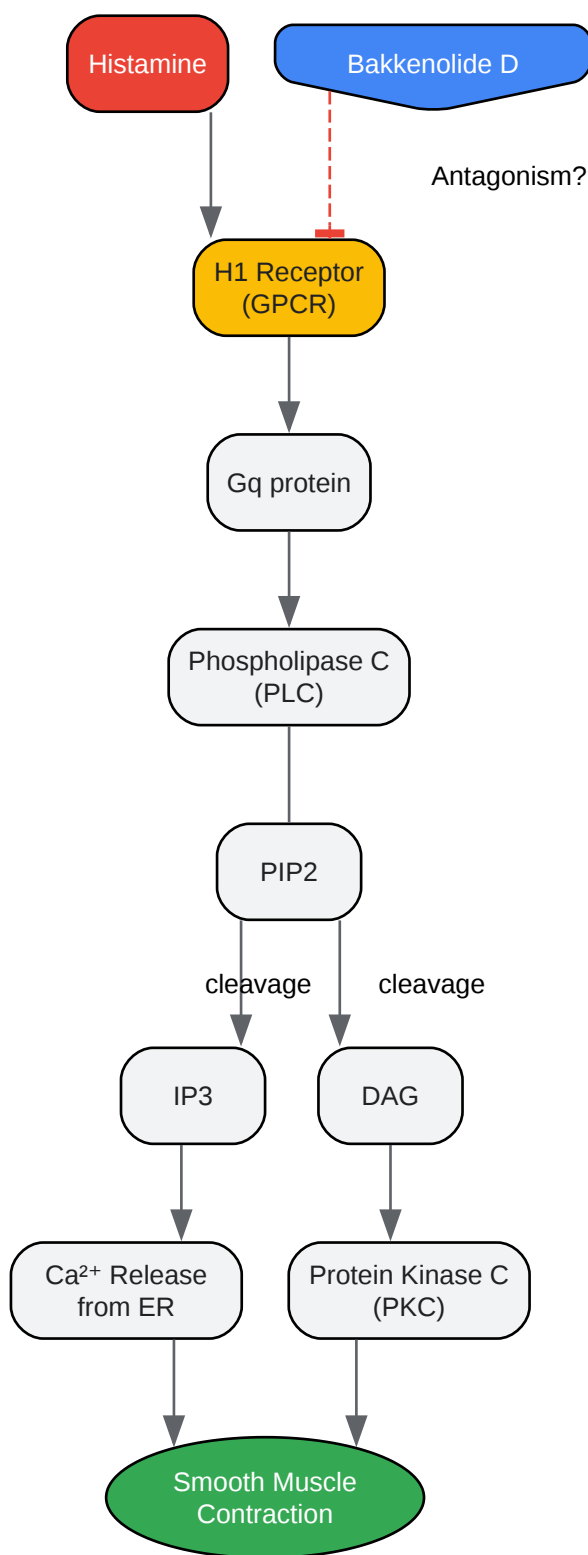 Histamine
Bakkenolide D
Antagonism?
H1 Receptor
(GPCR)
Gq protein
Phospholipase C
(PLC)
PIP2
cleavage
cleavage
IP3
DAG
Ca²⁺ Release
from ER
Protein Kinase C
(PKC)
Smooth Muscle
Contraction